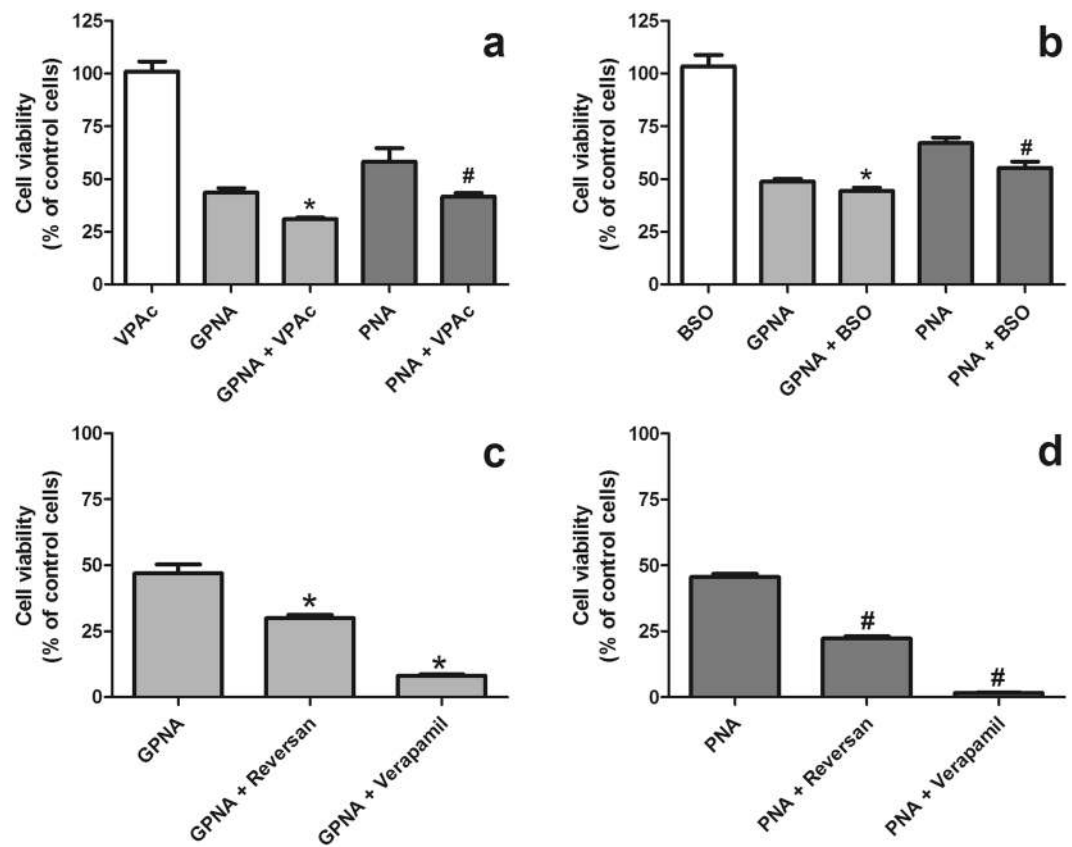 a
Cell viability
(% of control cells)
125
100
75
50
25
0
*
#
VPAc
GPNA
GPNA + VPAc
PNA
PNA + VPAc
b
Cell viability
(% of control cells)
125
100
75
50
25
0
*
#
BSO
GPNA
GPNA + BSO
PNA
PNA + BSO
c
Cell viability
(% of control cells)
100
75
50
25
0
*
*
GPNA
GPNA + Reversan
GPNA + Verapamil
d
Cell viability
(% of control cells)
100
75
50
25
0
#
#
PNA
PNA + Reversan
PNA + Verapamil